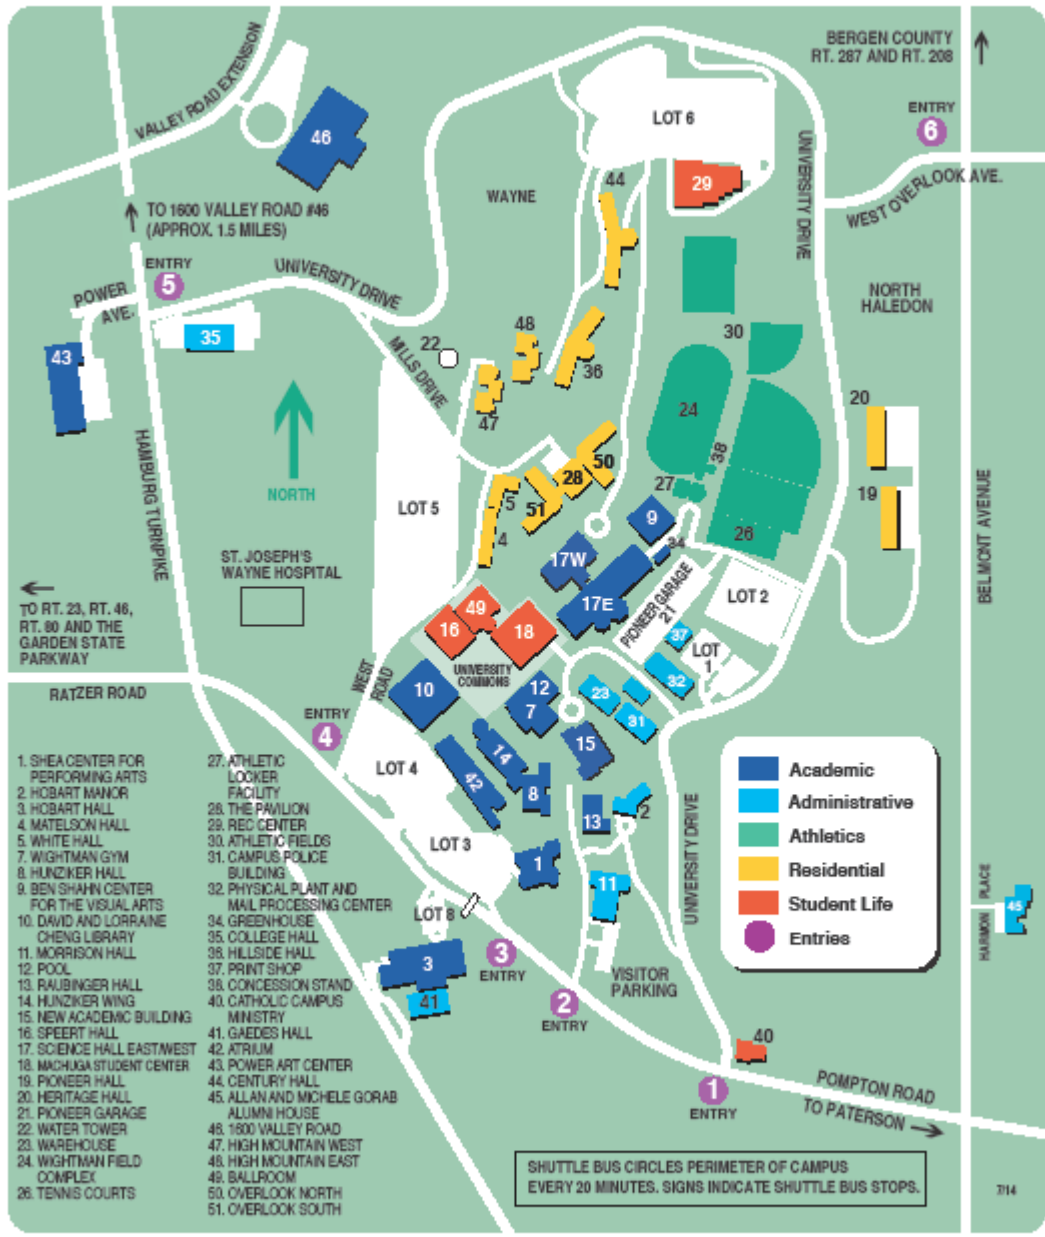 BERGEN COUNTY
RT. 287 AND RT. 208
ENTRY
6
VALLEY ROAD EXTENSION
46
LOT 6
UNIVERSITY DRIVE
WEST OVERLOOK AVE.
44
29
WAYNE
TO 1600 VALLEY ROAD #46
(APPROX. 1.5 MILES)
ENTRY
5
UNIVERSITY DRIVE
POWER
AVE.
NORTH
HALEDON
35
43
MILLS DRIVE
22
48
36
47
30
24
38
20
19
27
26
HAMBURG TURNPIKE
NORTH
LOT 5
5
51
28
50
4
9
34
17W
17E
BELMONT AVENUE
ST. JOSEPH'S
WAYNE HOSPITAL
TO RT. 23, RT. 46,
RT. 80 AND THE
GARDEN STATE
PARKWAY
PIONEER GARAGE
21
LOT 2
49
16
18
37
LOT
1
UNIVERSITY
COMMONS
RATZER ROAD
WEST
ROAD
10
12
7
23
32
31
ENTRY
4
15
14
42
8
LOT 4
13
2
LOT 3
1
11
UNIVERSITY DRIVE
Academic
Administrative
Athletics
Residential
Student Life
Entries
HARMON PLACE
45
LOT 8
3
41
3
ENTRY
2
ENTRY
VISITOR
PARKING
40
1
ENTRY
POMPTON ROAD
TO PATERSON
1. SHEA CENTER FOR
PERFORMING ARTS
2. HOBART MANOR
3. HOBART HALL
4. MATELSON HALL
5. WHITE HALL
7. WIGHTMAN GYM
8. HUNZIKER HALL
9. BEN SHAHN CENTER
FOR THE VISUAL ARTS
10. DAVID AND LORRAINE
CHENG LIBRARY
11. MORRISON HALL
12. POOL
13. RAUBINGER HALL
14. HUNZIKER WING
15. NEW ACADEMIC BUILDING
16. SPEERT HALL
17. SCIENCE HALL EAST/WEST
18. MACHUGA STUDENT CENTER
19. PIONEER HALL
20. HERITAGE HALL
21. PIONEER GARAGE
22. WATER TOWER
23. WAREHOUSE
24. WIGHTMAN FIELD
COMPLEX
26. TENNIS COURTS
27. ATHLETIC
LOCKER
FACILITY
28. THE PAVILION
29. REC CENTER
30. ATHLETIC FIELDS
31. CAMPUS POLICE
BUILDING
32. PHYSICAL PLANT AND
MAIL PROCESSING CENTER
34. GREENHOUSE
35. COLLEGE HALL
36. HILLSIDE HALL
37. PRINT SHOP
38. CONCESSION STAND
40. CATHOLIC CAMPUS
MINISTRY
41. GAEDES HALL
42. ATRIUM
43. POWER ART CENTER
44. CENTURY HALL
45. ALLAN AND MICHELE GORAB
ALUMNI HOUSE
46. 1600 VALLEY ROAD
47. HIGH MOUNTAIN WEST
48. HIGH MOUNTAIN EAST
49. BALLROOM
50. OVERLOOK NORTH
51. OVERLOOK SOUTH
SHUTTLE BUS CIRCLES PERIMETER OF CAMPUS
EVERY 20 MINUTES. SIGNS INDICATE SHUTTLE BUS STOPS.
7/14